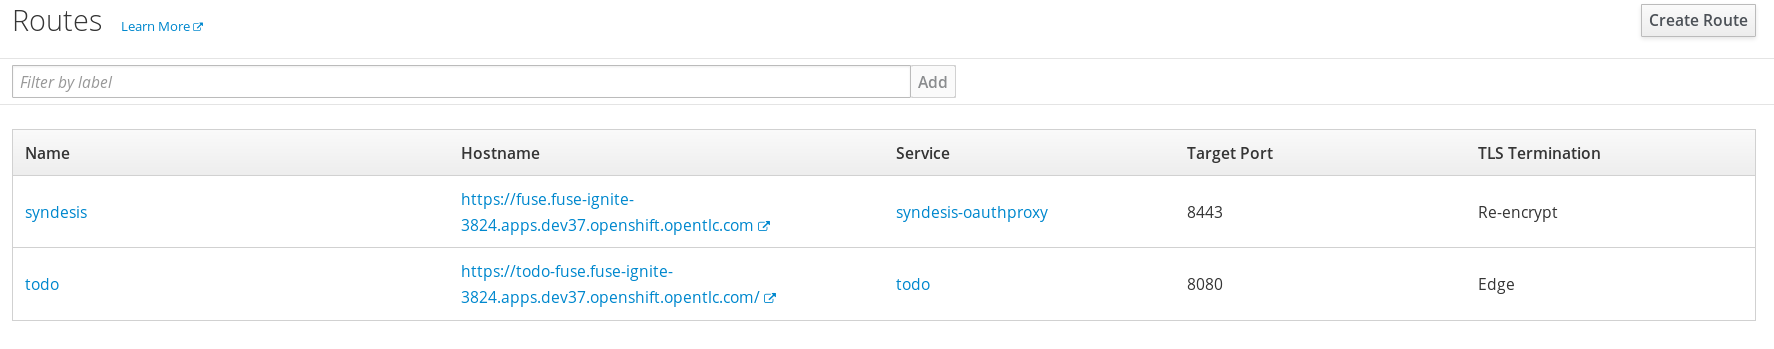 Routes Learn More
Create Route
Filter by label
Add
Name Hostname Service Target Port TLS Termination
syndesis https://fuse.fuse-ignite-
3824.apps.dev37.openshift.opentlc.com syndesis-oauthproxy 8443 Re-encrypt
todo https://todo-fuse.fuse-ignite-
3824.apps.dev37.openshift.opentlc.com/ todo 8080 Edge